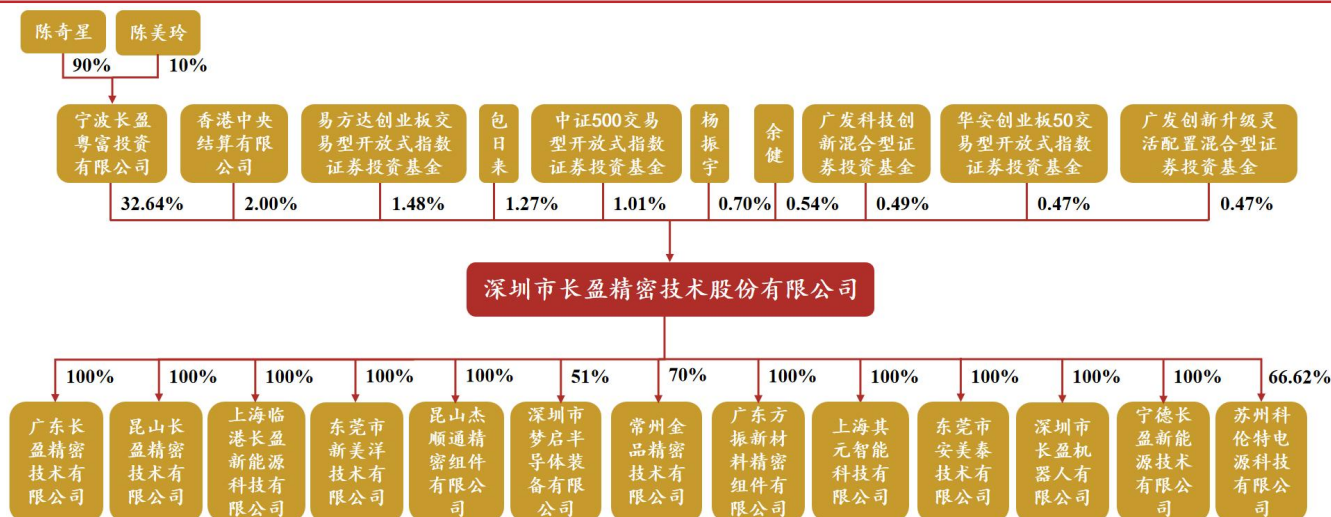 陈奇星
陈美玲
90%
10%
宁波长盈
粤富投资
有限公司
香港中央
结算有限
公司
易方达创业板交
易型开放式指数
证券投资基金
包
日
来
中证500交易
型开放式指数
证券投资基金
杨
振
宇
余
健
广发科技创
新混合型证
券投资基金
华安创业板50交
易型开放式指数
证券投资基金
广发创新升级灵
活配置混合型证
券投资基金
32.64%
2.00%
1.48%
1.27%
1.01%
0.70%
0.54%
0.49%
0.47%
0.47%
深圳市长盈精密技术股份有限公司
100%
100%
100%
100%
100%
51%
70%
100%
100%
100%
100%
100%
66.62%
广东长
盈精密
技术有
限公司
昆山长
盈精密
技术有
限公司
上海临
港长盈
新能源
科技有
限公司
东莞市
新美洋
技术有
限公司
昆山杰
顺通精
密组件
有限公
司
深圳市
梦启半
导体装
备有限
公司
常州金
品精密
技术有
限公司
广东方
振新材
料精密
组件有
限公司
上海其
元智能
科技有
限公司
东莞市
安美泰
技术有
限公司
深圳市
长盈机
器人有
限公司
宁德长
盈新能
源技术
有限公
司
苏州科
伦特电
源科技
有限公
司